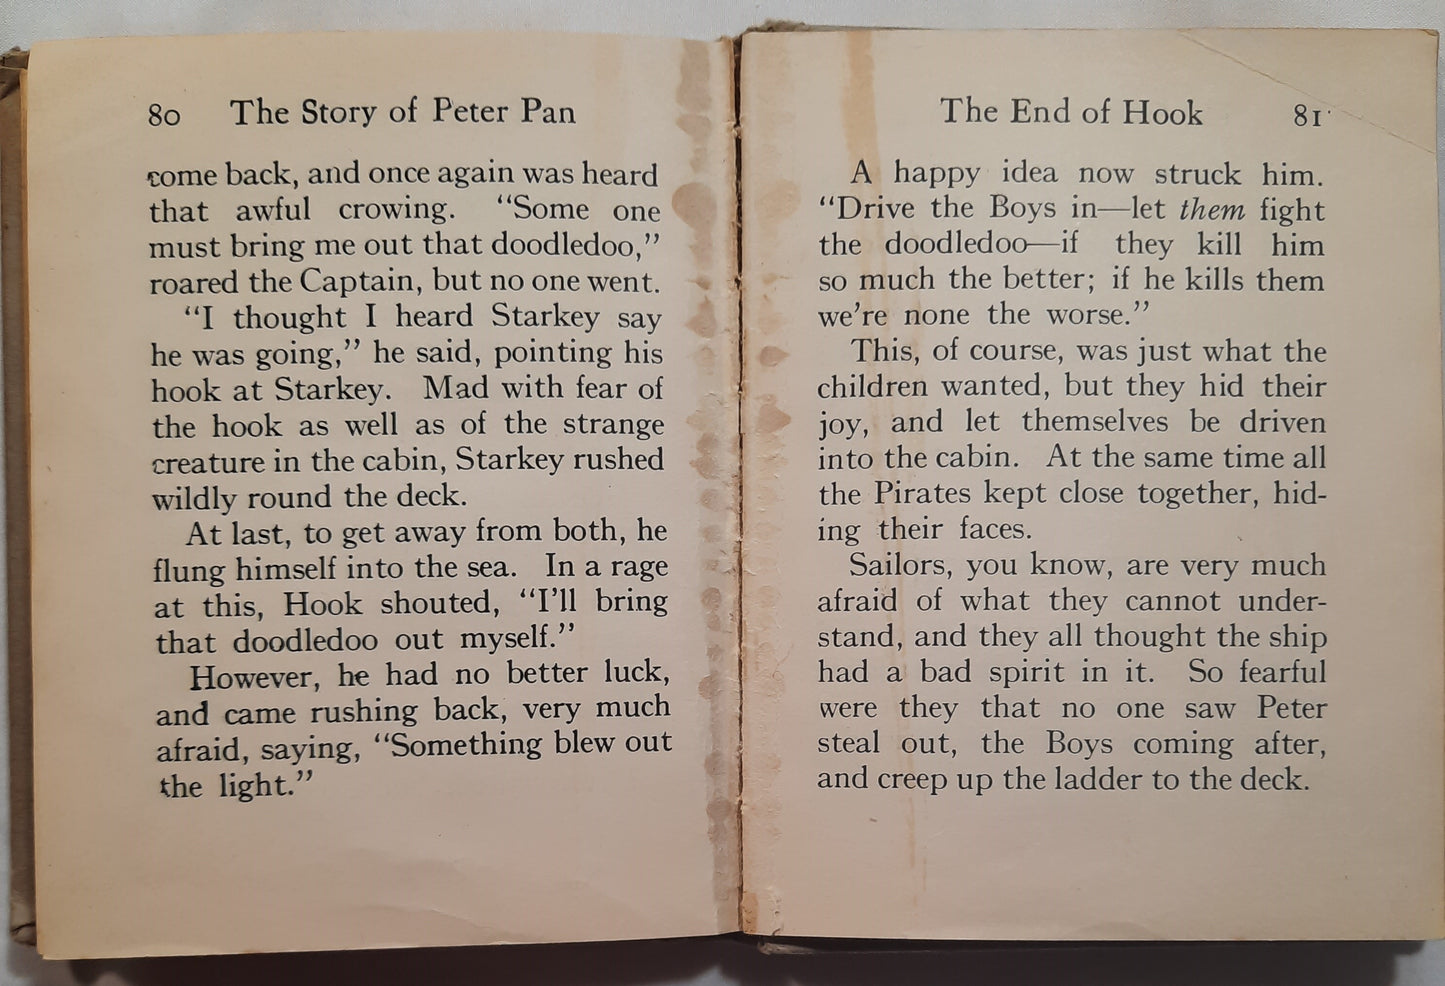 80 The Story of Peter Pan
come back, and once again was heard
that awful crowing. "Some one
must bring me out that doodledoo,"
roared the Captain, but no one went.
"I thought I heard Starkey say
he was going," he said, pointing his
hook at Starkey. Mad with fear of
the hook as well as of the strange
creature in the cabin, Starkey rushed
wildly round the deck.
At last, to get away from both, he
flung himself into the sea. In a rage
at this, Hook shouted, "I'll bring
that doodledoo out myself."
However, he had no better luck,
and came rushing back, very much
afraid, saying, "Something blew out
the light."
The End of Hook 81
A happy idea now struck him.
"Drive the Boys in—let them fight
the doodledoo—if they kill him
so much the better; if he kills them
we're none the worse."
This, of course, was just what the
children wanted, but they hid their
joy, and let themselves be driven
into the cabin. At the same time all
the Pirates kept close together, hid-
ing their faces.
Sailors, you know, are very much
afraid of what they cannot under-
stand, and they all thought the ship
had a bad spirit in it. So fearful
were they that no one saw Peter
steal out, the Boys coming after,
and creep up the ladder to the deck.